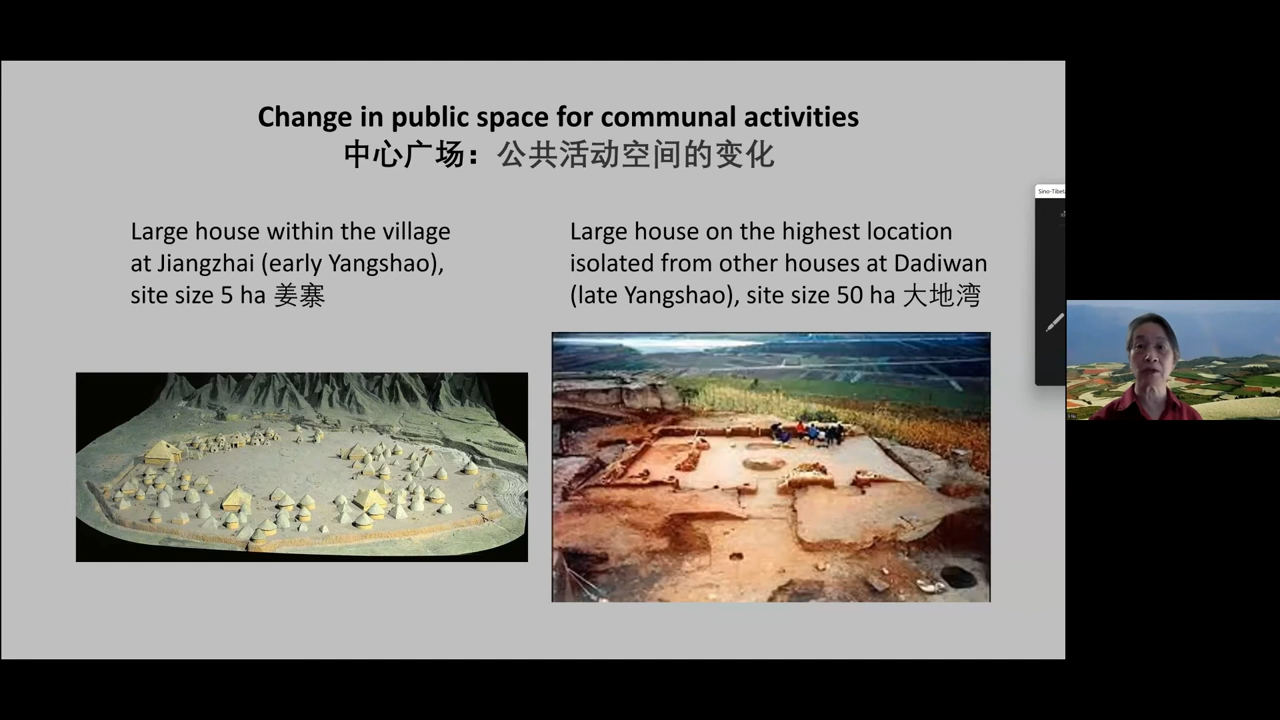 Change in public space for communal activities
中心广场：公共活动空间的变化
Large house within the village
at Jiangzhai (early Yangshao),
site size 5 ha 姜寨
Large house on the highest location
isolated from other houses at Dadiwan
(late Yangshao), site size 50 ha 大地湾